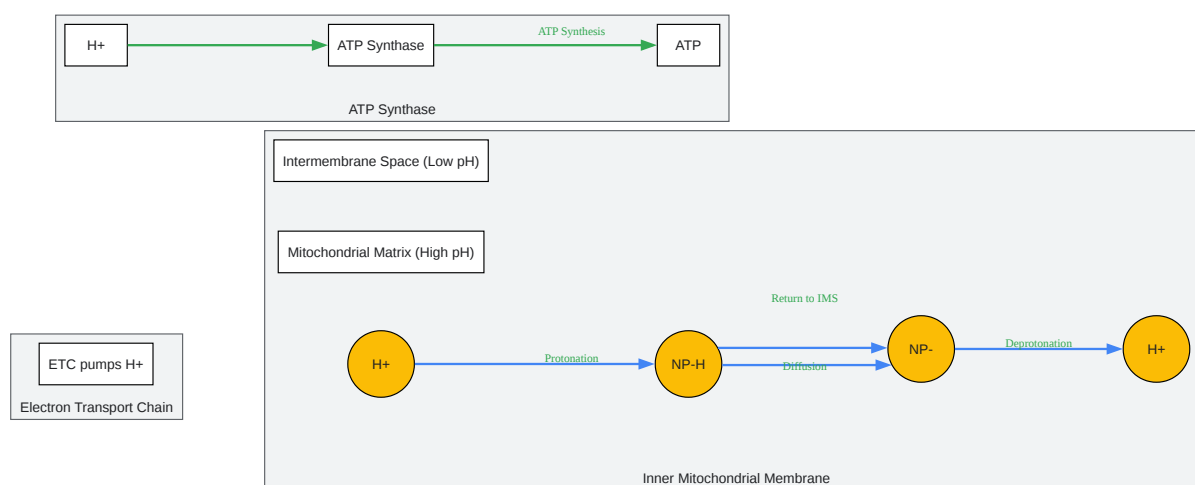 H+
ATP Synthase
ATP Synthesis
ATP
ATP Synthase
Intermembrane Space (Low pH)
Mitochondrial Matrix (High pH)
Return to IMS
ETC pumps H+
Electron Transport Chain
H+
Protonation
NP-H
Diffusion
NP-
Deprotonation
H+
Inner Mitochondrial Membrane